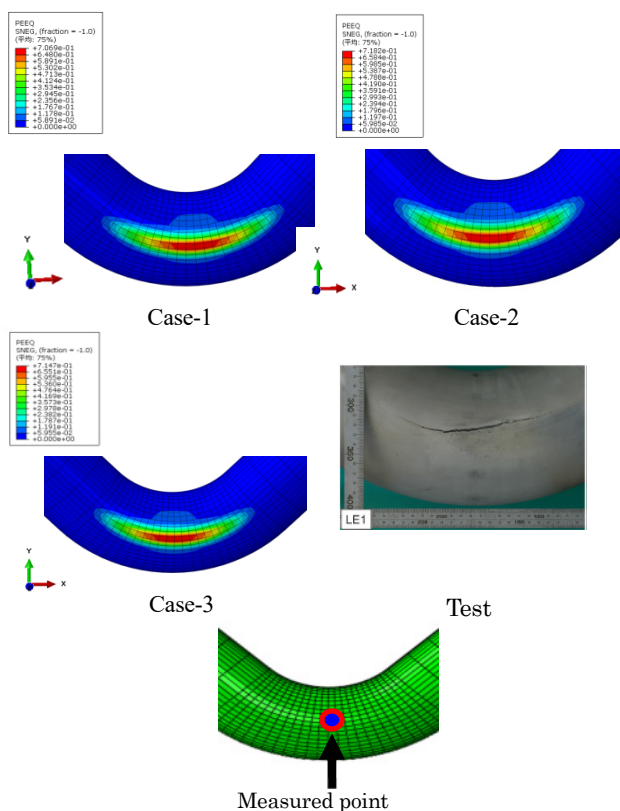 PEEQ
SNEG, (fraction = -1.0)
(平均: 75%)
+7.069e-01
+6.480e-01
+5.891e-01
+5.302e-01
+4.713e-01
+4.124e-01
+3.534e-01
+2.945e-01
+2.356e-01
+1.767e-01
+1.178e-01
+5.891e-02
+0.000e+00
PEEQ
SNEG, (fraction = -1.0)
(平均: 75%)
+7.182e-01
+6.584e-01
+5.985e-01
+5.387e-01
+4.788e-01
+4.190e-01
+3.591e-01
+2.993e-01
+2.394e-01
+1.796e-01
+1.197e-01
+5.985e-02
+0.000e+00
Y
Y
X
Case-1
Case-2
PEEQ
SNEG, (fraction = -1.0)
(平均: 75%)
+7.147e-01
+6.551e-01
+5.955e-01
+5.360e-01
+4.764e-01
+4.169e-01
+3.573e-01
+2.978e-01
+2.382e-01
+1.787e-01
+1.191e-01
+5.955e-02
+0.000e+00
300
350
400
LE1
Y
X
Case-3
Test
Measured point